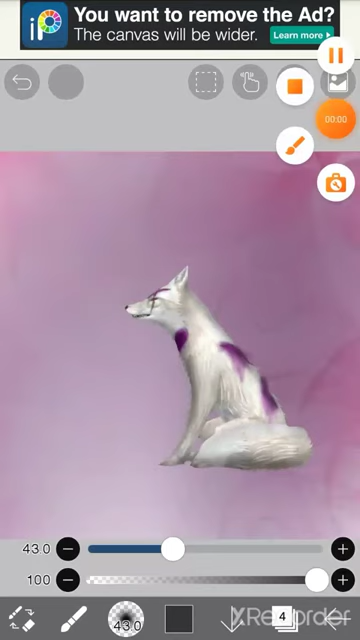 You want to remove the Ad?
iP The canvas will be wider. Learn more ▶
00:00
43.0
100
43.0
4
XRecorder